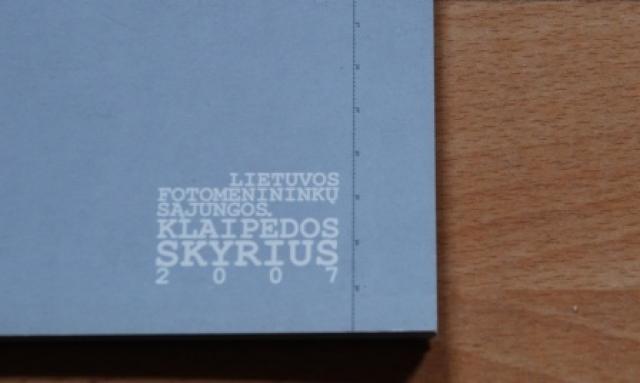 LIETUVOS
FOTOMENININKŲ
SĄJUNGOS
KLAIPĖDOS
SKYRIUS
2007